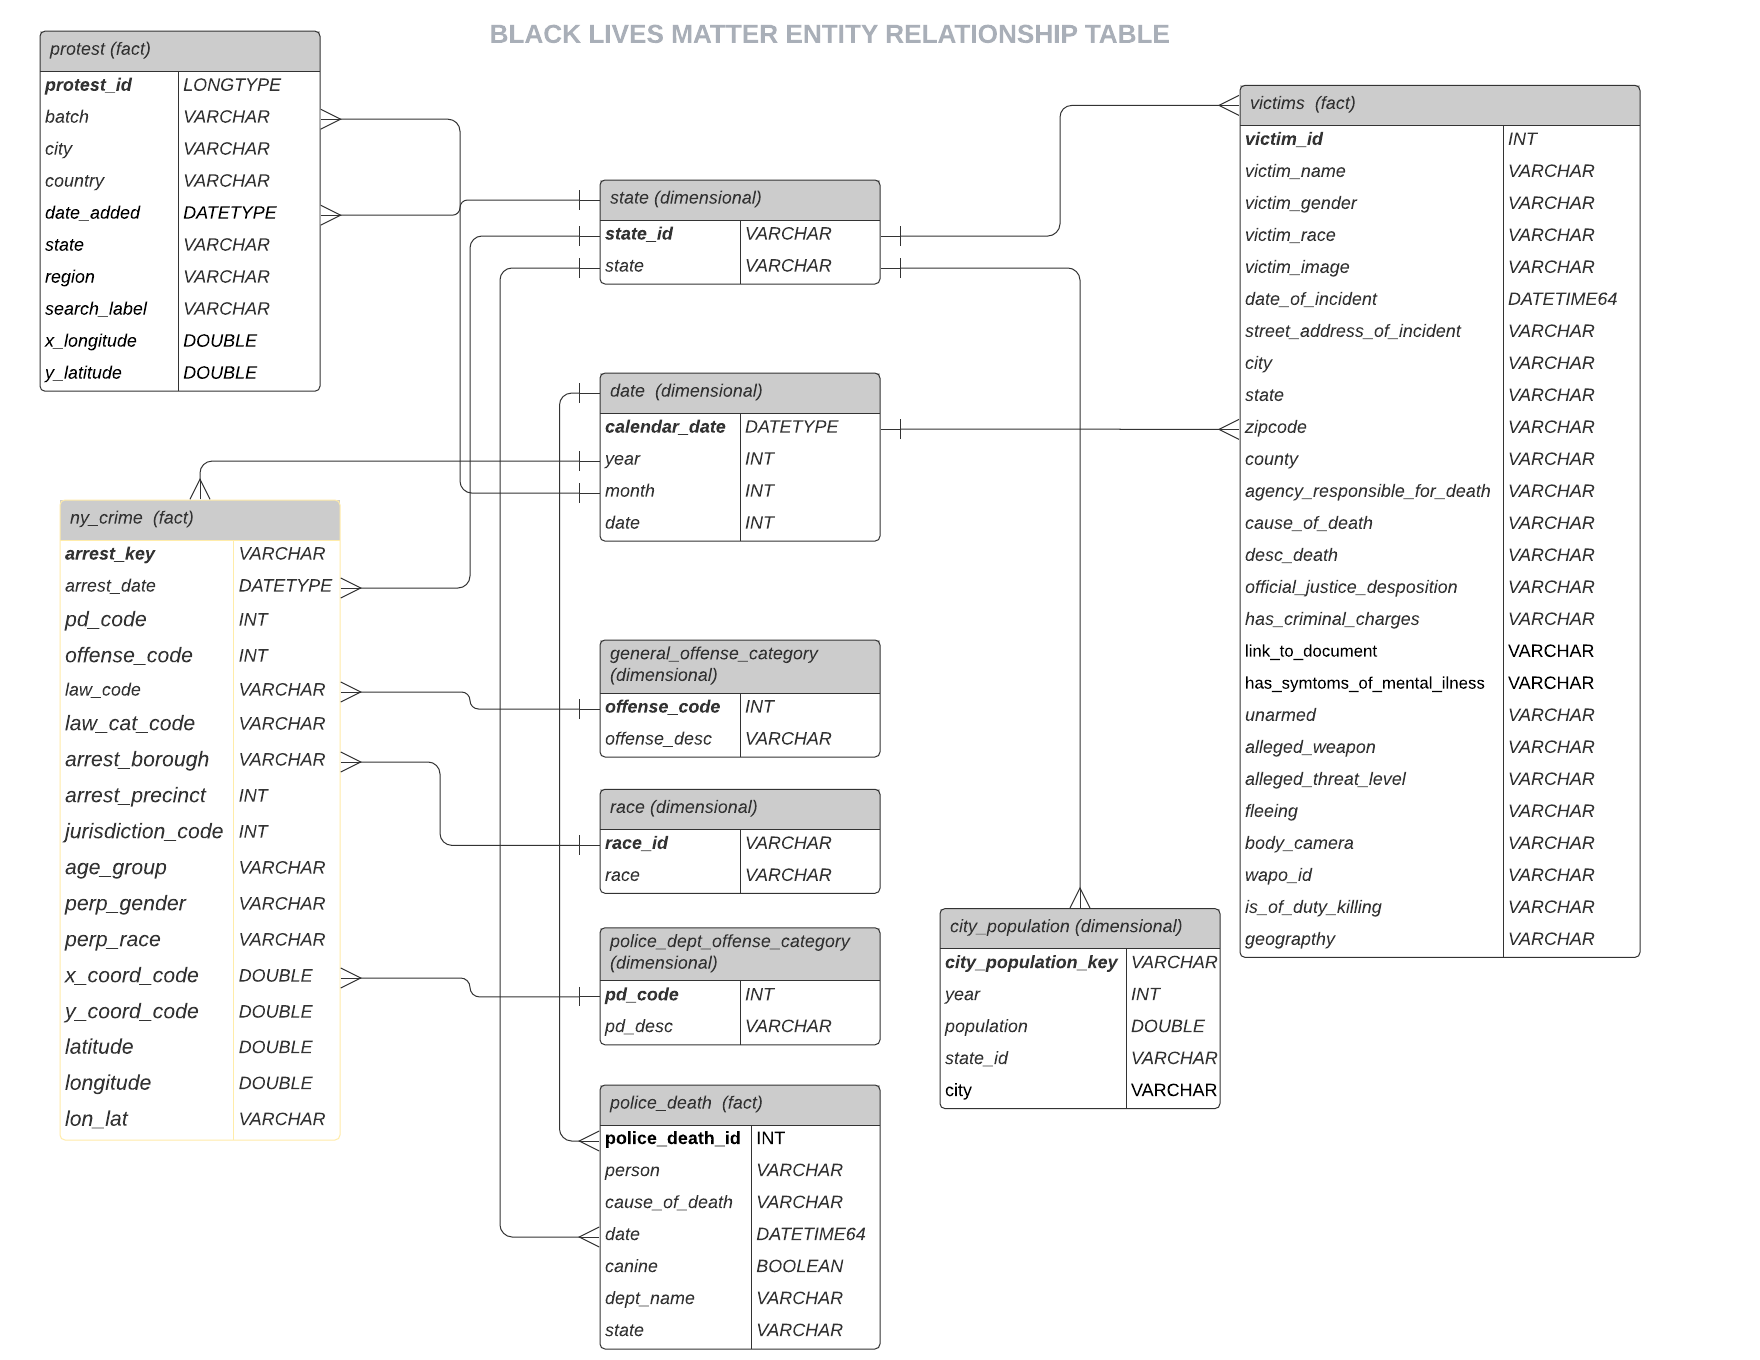 BLACK LIVES MATTER ENTITY RELATIONSHIP TABLE
protest (fact)
protest_id LONGTYPE
batch VARCHAR
city VARCHAR
country VARCHAR
date_added DATETYPE
state VARCHAR
region VARCHAR
search_label VARCHAR
x_longitude DOUBLE
y_latitude DOUBLE
ny_crime (fact)
arrest_key VARCHAR
arrest_date DATETYPE
pd_code INT
offense_code INT
law_code VARCHAR
law_cat_code VARCHAR
arrest_borough VARCHAR
arrest_precinct INT
jurisdiction_code INT
age_group VARCHAR
perp_gender VARCHAR
perp_race VARCHAR
x_coord_code DOUBLE
y_coord_code DOUBLE
latitude DOUBLE
longitude DOUBLE
lon_lat VARCHAR
state (dimensional)
state_id VARCHAR
state VARCHAR
date (dimensional)
calendar_date DATETYPE
year INT
month INT
date INT
general_offense_category
(dimensional)
offense_code INT
offense_desc VARCHAR
race (dimensional)
race_id VARCHAR
race VARCHAR
police_dept_offense_category
(dimensional)
pd_code INT
pd_desc VARCHAR
police_death (fact)
police_death_id INT
person VARCHAR
cause_of_death VARCHAR
date DATETIME64
canine BOOLEAN
dept_name VARCHAR
state VARCHAR
city_population (dimensional)
city_population_key VARCHAR
year INT
population DOUBLE
state_id VARCHAR
city VARCHAR
victims (fact)
victim_id INT
victim_name VARCHAR
victim_gender VARCHAR
victim_race VARCHAR
victim_image VARCHAR
date_of_incident DATETIME64
street_address_of_incident VARCHAR
city VARCHAR
state VARCHAR
zipcode VARCHAR
county VARCHAR
agency_responsible_for_death VARCHAR
cause_of_death VARCHAR
desc_death VARCHAR
official_justice_desposition VARCHAR
has_criminal_charges VARCHAR
link_to_document VARCHAR
has_symtoms_of_mental_ilness VARCHAR
unarmed VARCHAR
alleged_weapon VARCHAR
alleged_threat_level VARCHAR
fleeing VARCHAR
body_camera VARCHAR
wapo_id VARCHAR
is_of_duty_killing VARCHAR
geograpthy VARCHAR